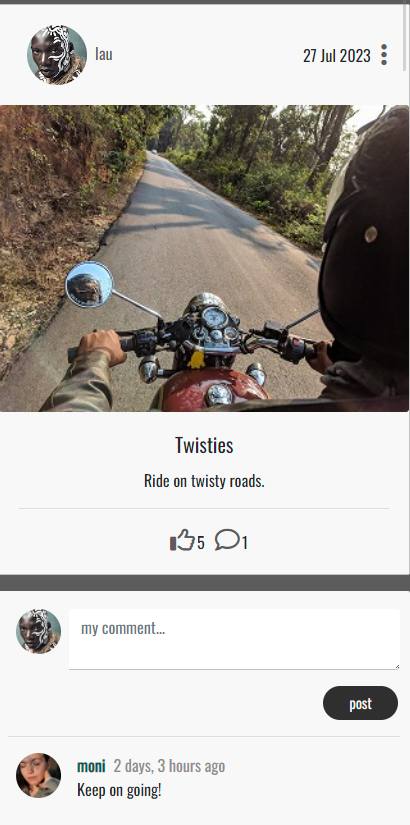 lau
27 Jul 2023
Twisties
Ride on twisty roads.
5 1
my comment...
post
moni 2 days, 3 hours ago
Keep on going!